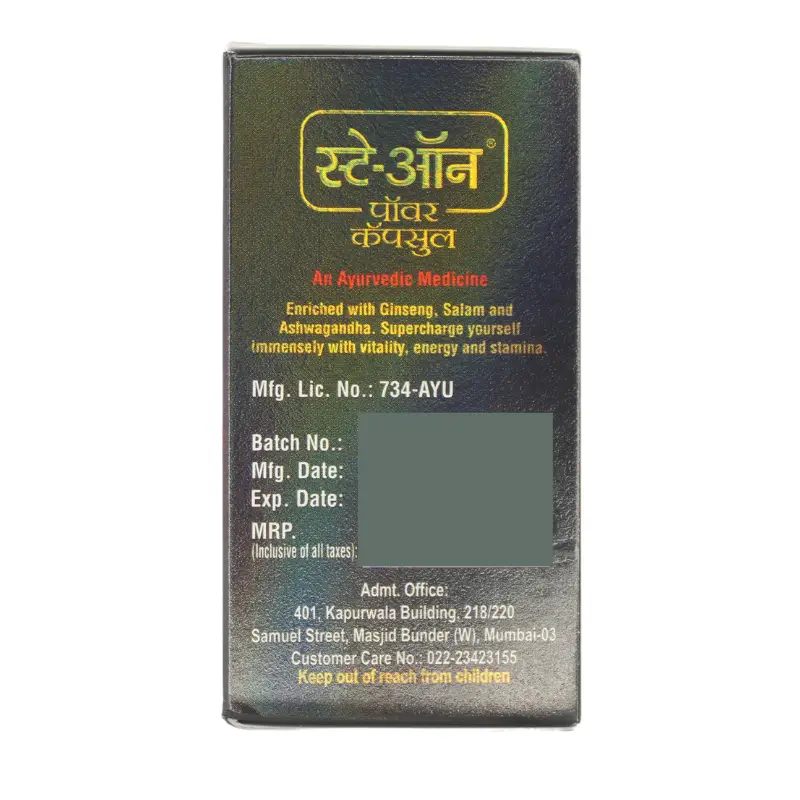 स्टे-ऑन®
पॉवर
कॅपसुल
An Ayurvedic Medicine
Enriched with Ginseng, Salam and
Ashwagandha. Supercharge yourself
immensely with vitality, energy and stamina.
Mfg. Lic. No.: 734-AYU
Batch No.:
Mfg. Date:
Exp. Date:
MRP.
(Inclusive of all taxes):
Admt. Office:
401, Kapurwala Building, 218/220
Samuel Street, Masjid Bunder (W), Mumbai-03
Customer Care No.: 022-23423155
Keep out of reach from children